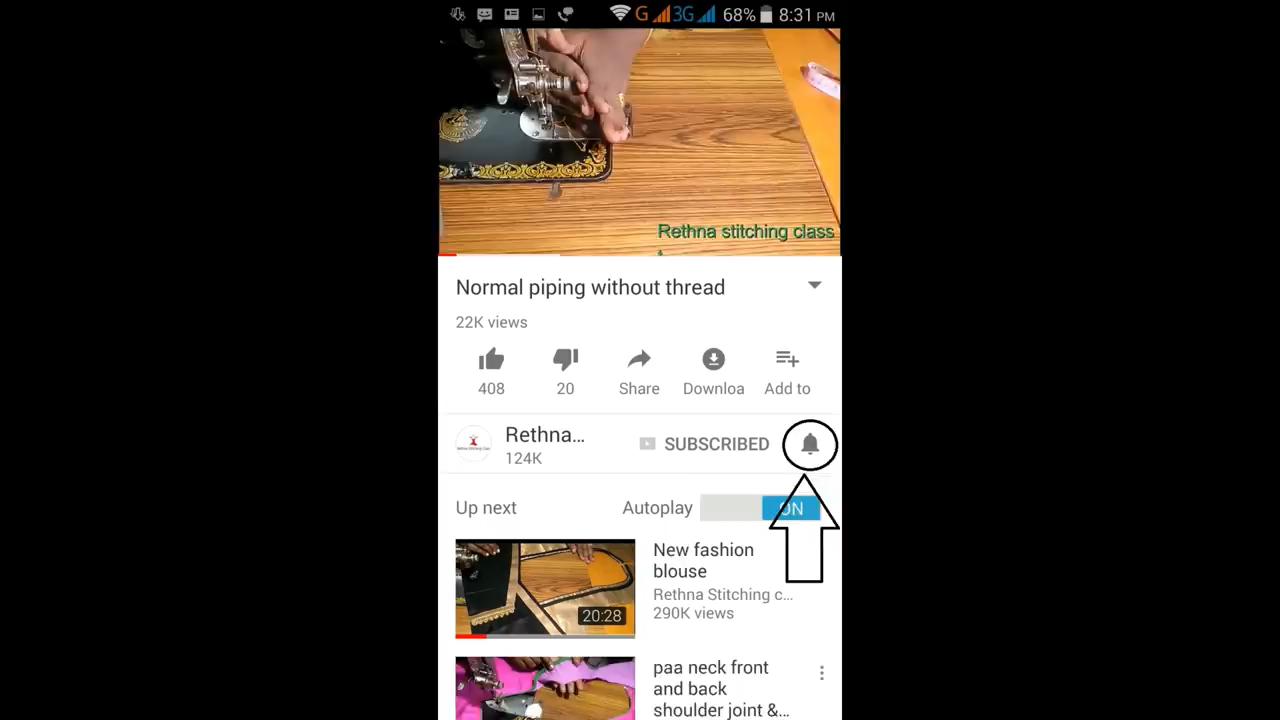 G 3G 68% 8:31 PM
Rethna stitching class
Normal piping without thread
22K views
408 20 Share Downloa Add to
Rethna… SUBSCRIBED
124K
Up next Autoplay ON
New fashion
blouse
Rethna Stitching c…
290K views
20:28
paa neck front
and back
shoulder joint &…